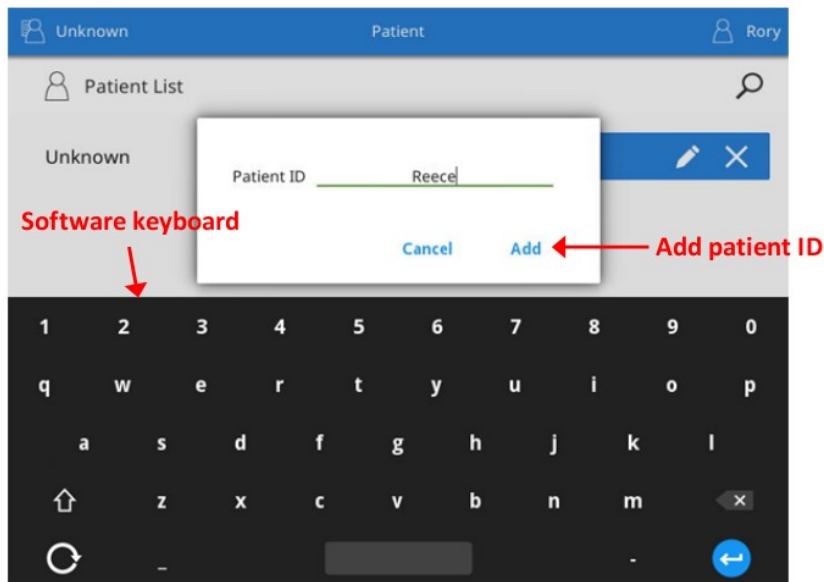 Unknown Patient Rory
Patient List
Unknown
Patient ID Reece
Software keyboard
Cancel Add
Add patient ID
1 2 3 4 5 6 7 8 9 0
q w e r t y u i o p
a s d f g h j k l
z x c v b n m
_ -